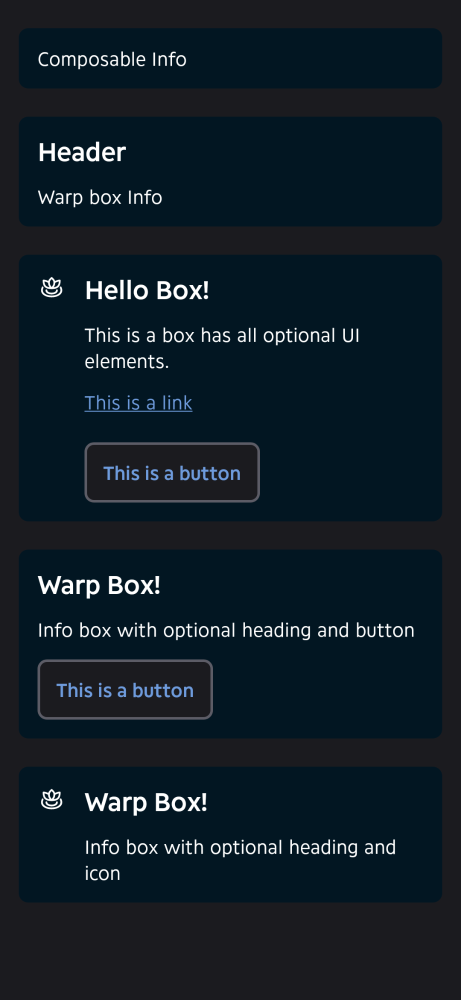 Composable Info
Header
Warp box Info
Hello Box!
This is a box has all optional UI
elements.
This is a link
This is a button
Warp Box!
Info box with optional heading and button
This is a button
Warp Box!
Info box with optional heading and
icon